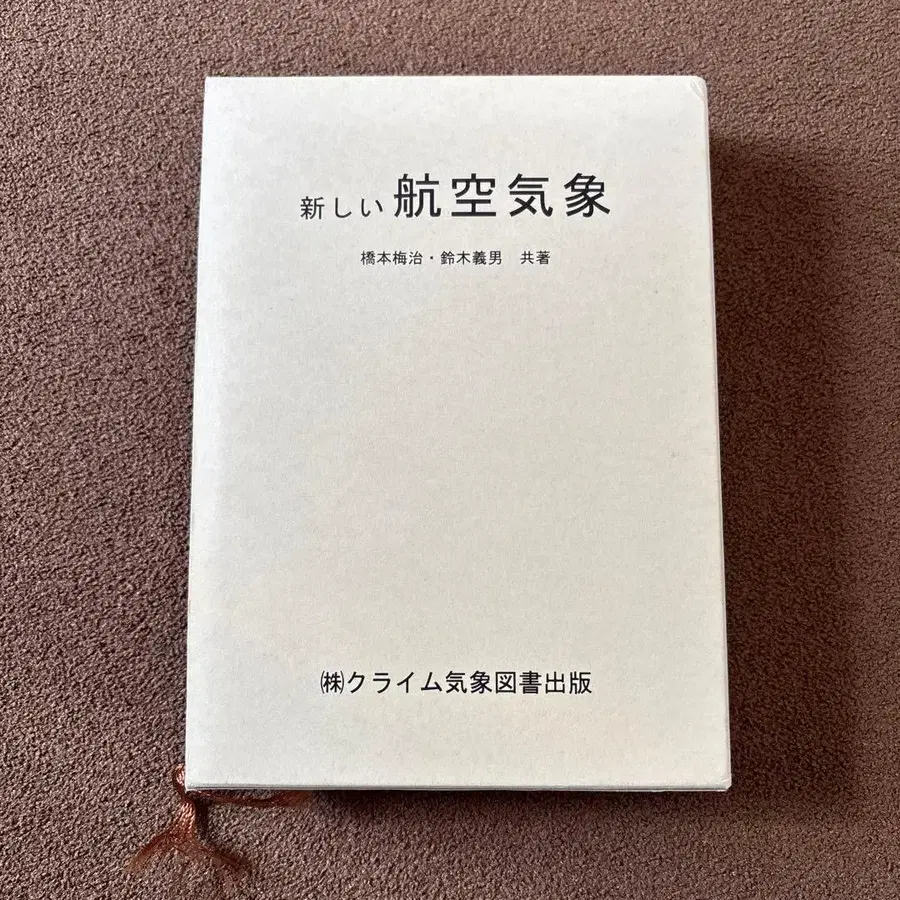 新しい 航空気象
橋本梅治・鈴木義男　共著
㈱クライム気象図書出版